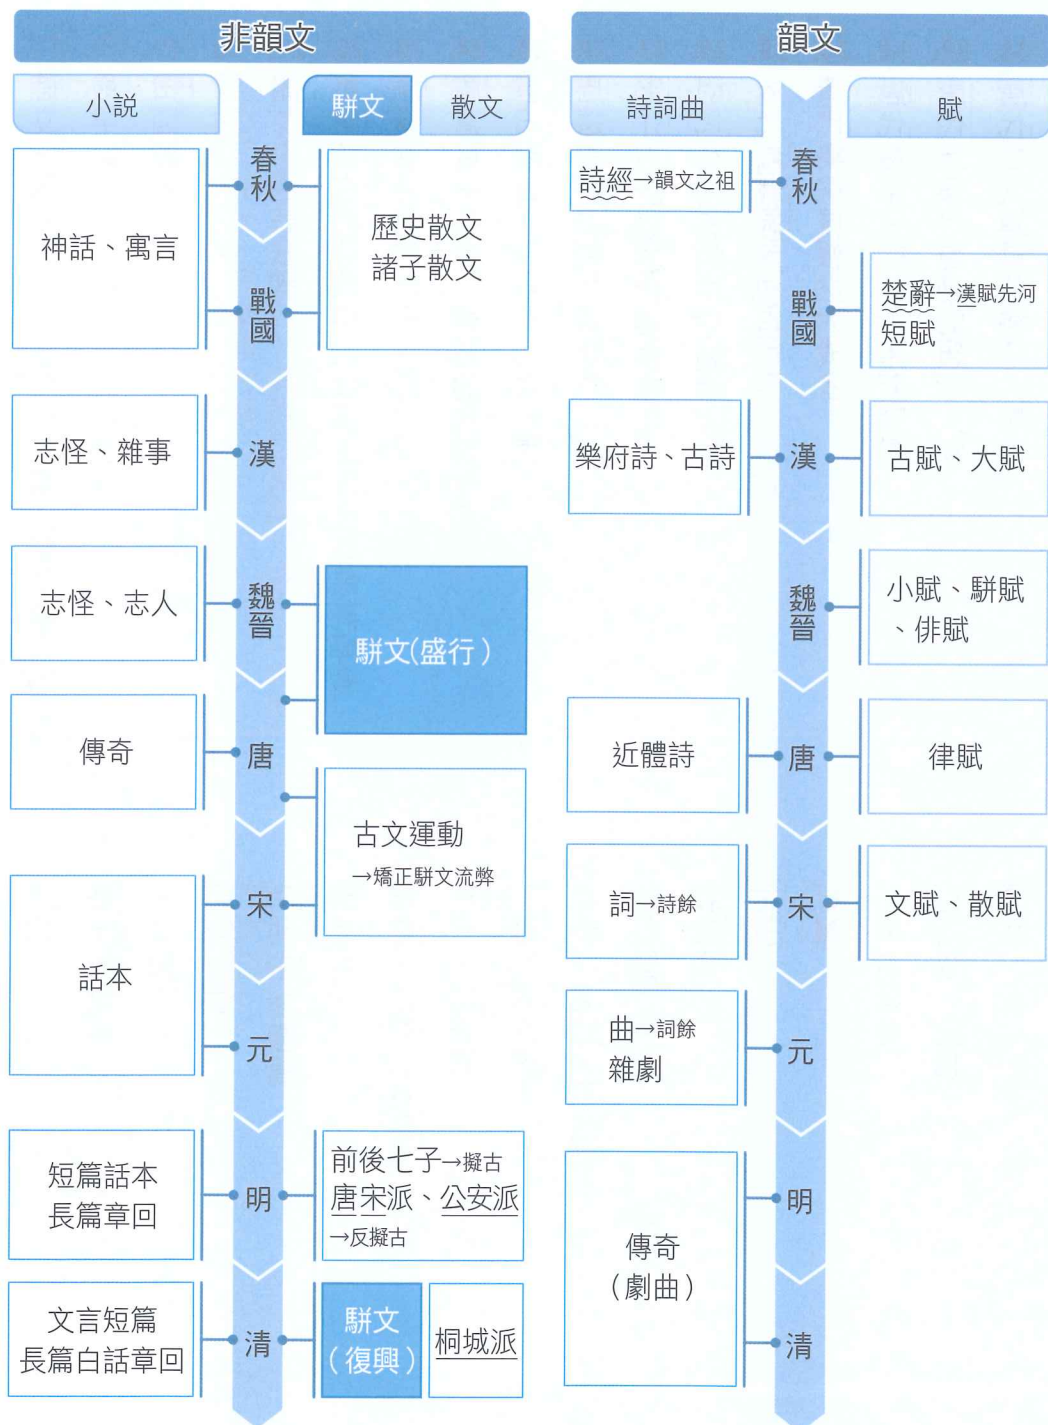 非韻文
小説
駢文
散文
春秋
神話、寓言
歷史散文
諸子散文
戰國
志怪、雜事
漢
志怪、志人
魏晉
駢文(盛行)
傳奇
唐
古文運動
→矯正駢文流弊
宋
話本
元
短篇話本
長篇章回
明
前後七子→擬古
唐宋派、公安派
→反擬古
文言短篇
長篇白話章回
清
駢文
(復興)
桐城派
韻文
詩詞曲
賦
詩經→韻文之祖
春秋
戰國
楚辭→漢賦先河
短賦
樂府詩、古詩
漢
古賦、大賦
魏晉
小賦、駢賦
、俳賦
近體詩
唐
律賦
詞→詩餘
宋
文賦、散賦
曲→詞餘
雜劇
元
明
傳奇
(劇曲)
清